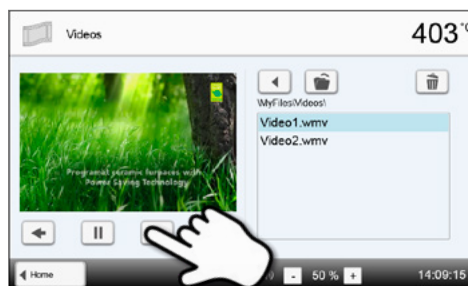 Videos
403 °C
\MyFiles\Videos\
Video1.wmv
Video2.wmv
Programat ceramic furnaces with
Power Saving Technology
Home
- 50 % +
14:09:15